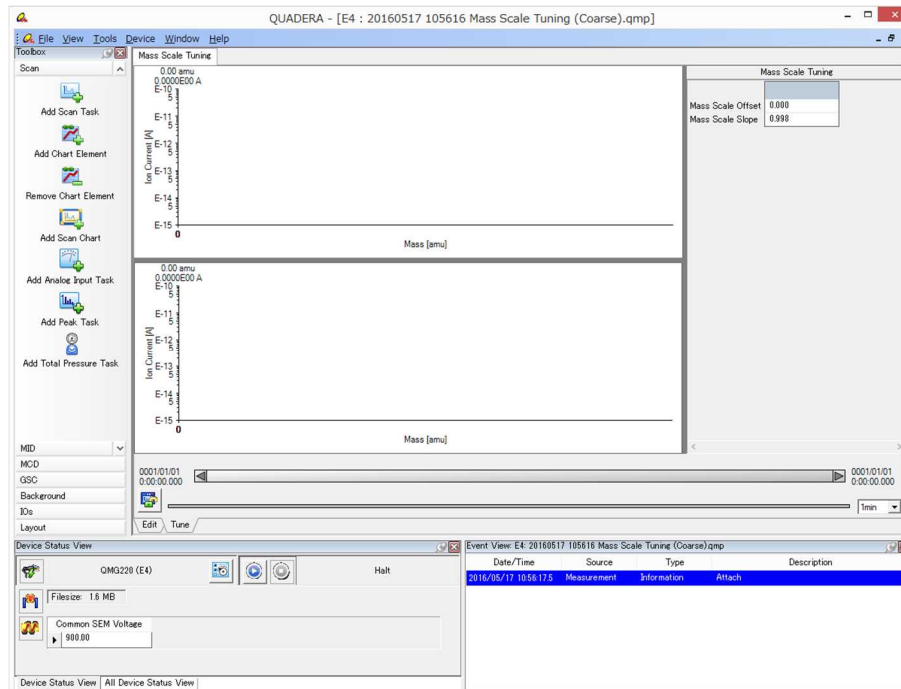 QUADERA - [E4 : 20160517 105616 Mass Scale Tuning (Coarse).qmp]
File View Tools Device Window Help
Toolbox
Scan
Add Scan Task
Add Chart Element
Remove Chart Element
Add Scan Chart
Add Analog Input Task
Add Peak Task
Add Total Pressure Task
MID
MCD
GSC
Background
IOs
Layout
Mass Scale Tuning
0.00 amu
0.0000E00 A
E-10
5
E-11
5
E-12
5
E-13
5
E-14
5
E-15
0
Ion Current [A]
Mass [amu]
0.00 amu
0.0000E00 A
E-10
5
E-11
5
E-12
5
E-13
5
E-14
5
E-15
0
Ion Current [A]
Mass [amu]
Mass Scale Tuning
Mass Scale Offset 0.000
Mass Scale Slope 0.998
0001/01/01
0:00:00.000
0001/01/01
0:00:00.000
1min
Edit Tune
Device Status View
QMG220 (E4)
Halt
Filesize: 1.6 MB
Common SEM Voltage
900.00
Device Status View All Device Status View
Event View: E4: 20160517 105616 Mass Scale Tuning (Coarse).qmp
Date/Time Source Type Description
2016/05/17 10:56:17.5 Measurement Information Attach